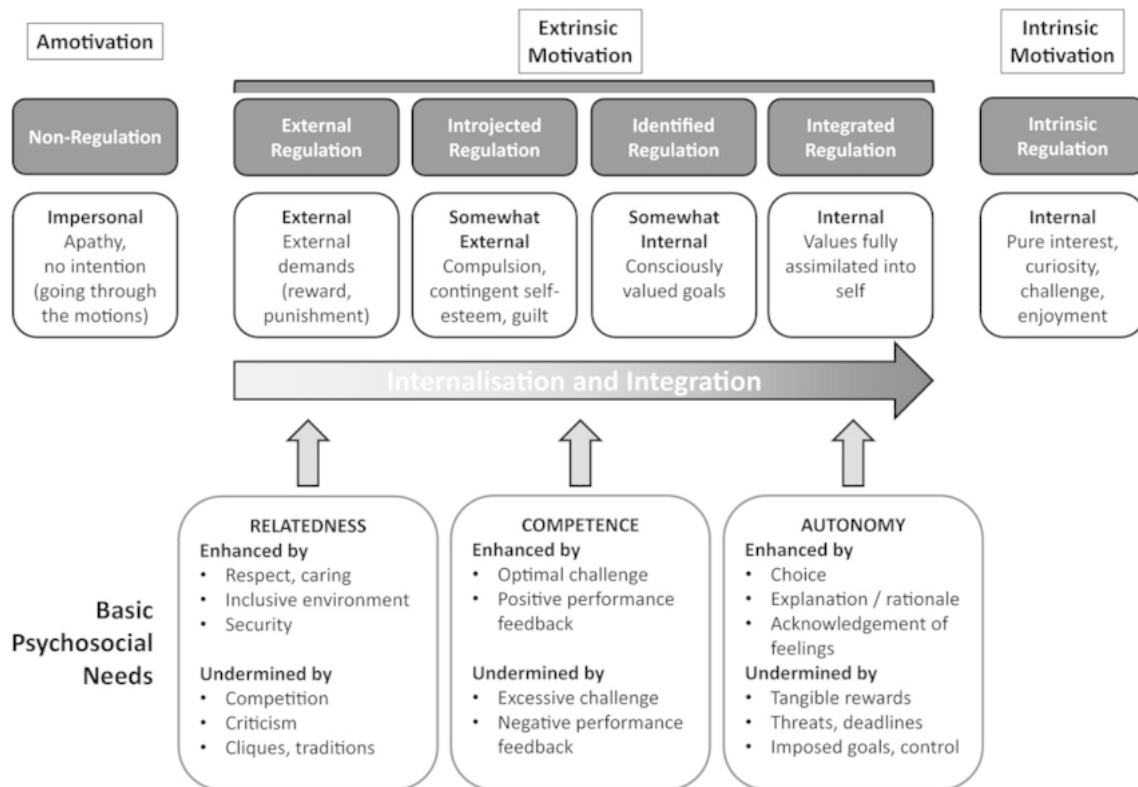 Amotivation
Extrinsic
Motivation
Intrinsic
Motivation
Non-Regulation
External
Regulation
Introjected
Regulation
Identified
Regulation
Integrated
Regulation
Intrinsic
Regulation
Impersonal
Apathy,
no intention
(going through
the motions)
External
External
demands
(reward,
punishment)
Somewhat
External
Compulsion,
contingent self-
esteem, guilt
Somewhat
Internal
Consciously
valued goals
Internal
Values fully
assimilated into
self
Internal
Pure interest,
curiosity,
challenge,
enjoyment
Internalisation and Integration
Basic
Psychosocial
Needs
RELATEDNESS
Enhanced by
• Respect, caring
• Inclusive environment
• Security
Undermined by
• Competition
• Criticism
• Cliques, traditions
COMPETENCE
Enhanced by
• Optimal challenge
• Positive performance
feedback
Undermined by
• Excessive challenge
• Negative performance
feedback
AUTONOMY
Enhanced by
• Choice
• Explanation / rationale
• Acknowledgement of
feelings
Undermined by
• Tangible rewards
• Threats, deadlines
• Imposed goals, control